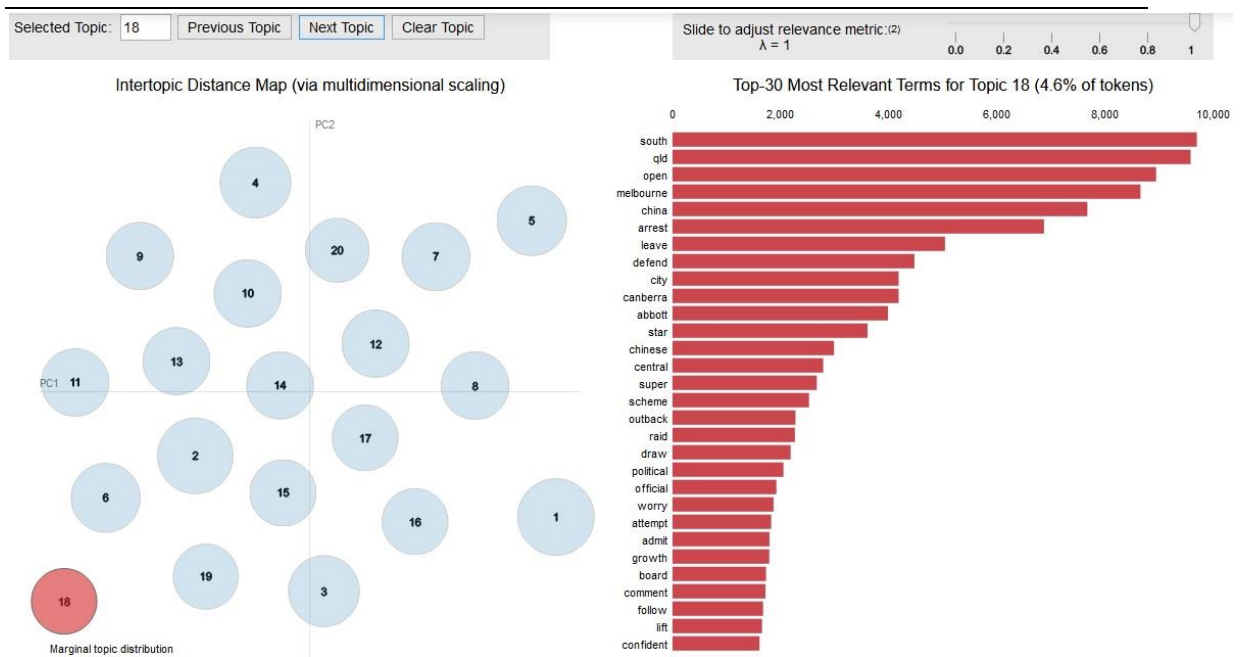 Selected Topic: 18 Previous Topic Next Topic Clear Topic
Slide to adjust relevance metric:(2)
λ = 1
0.0 0.2 0.4 0.6 0.8 1
Intertopic Distance Map (via multidimensional scaling)
PC2
4
5
20
7
9
10
12
13
11
PC1
14
8
17
2
15
6
16
1
19
3
18
Marginal topic distribution
Top-30 Most Relevant Terms for Topic 18 (4.6% of tokens)
0 2,000 4,000 6,000 8,000 10,000
south
qld
open
melbourne
china
arrest
leave
defend
city
canberra
abbott
star
chinese
central
super
scheme
outback
raid
draw
political
official
worry
attempt
admit
growth
board
comment
follow
lift
confident